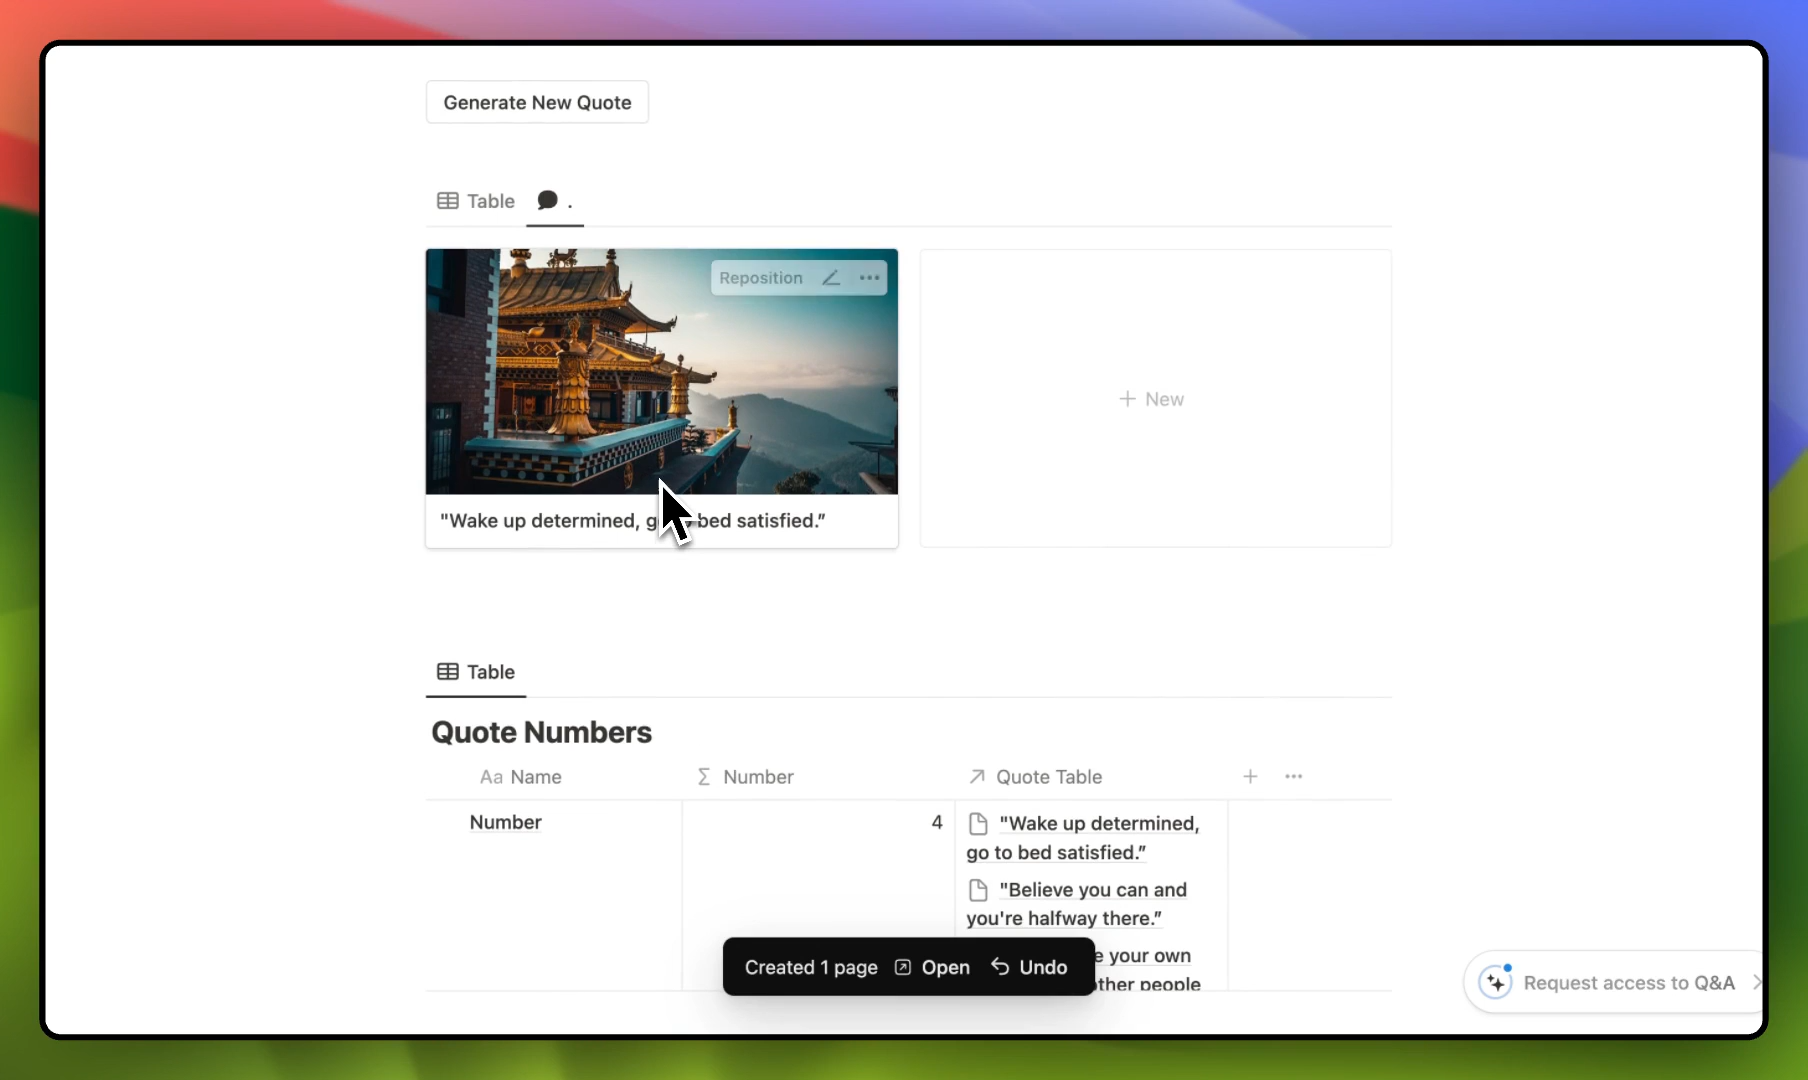 Generate New Quote
Table .
Reposition
"Wake up determined, g bed satisfied.”
+ New
Table
Quote Numbers
Aa Name Σ Number Quote Table
Number 4 "Wake up determined,
go to bed satisfied.”
"Believe you can and
you're halfway there.”
e your own
ther people
Created 1 page Open Undo
Request access to Q&A